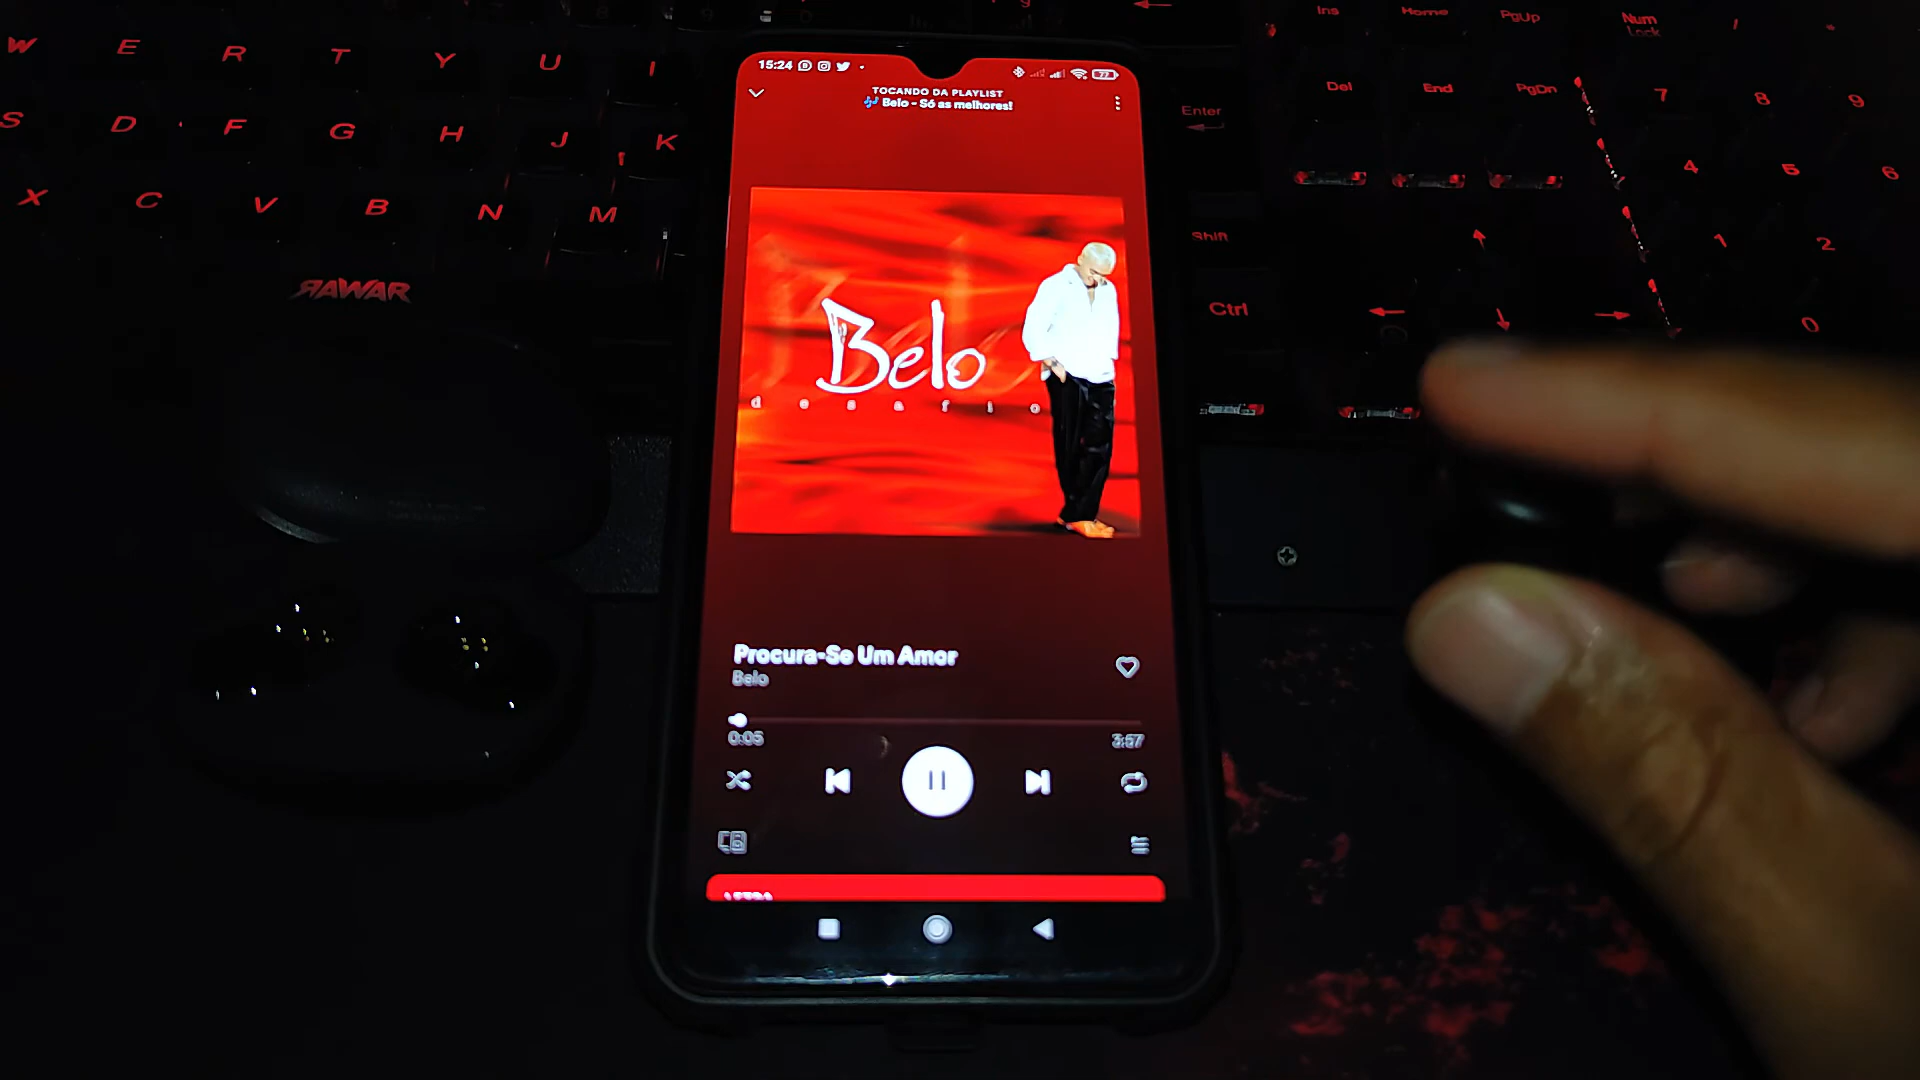 W E R T Y U I
S D F G H J K
X C V B N M
RAWAR
Ins Home PgUp Num Lock / *
Del End PgDn 7 8 9
Enter
4 5 6
Shift 1 2
Ctrl 0
15:24 77
TOCANDO DA PLAYLIST
🎶 Belo - Só as melhores!
Belo
desafio
Procura-Se Um Amor
Belo
0:05 3:57